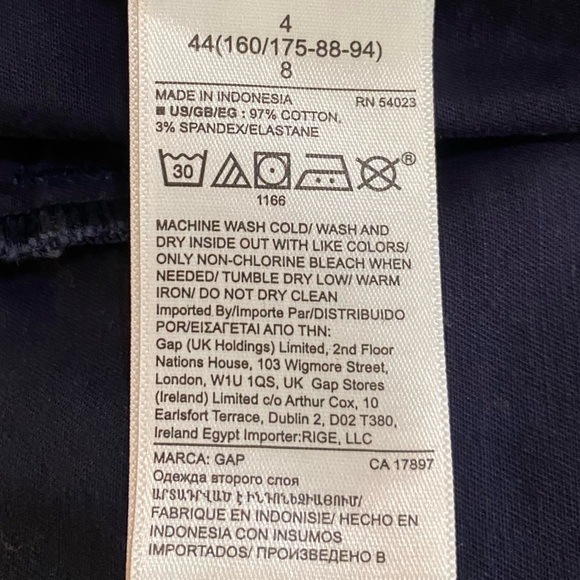 4
44(160/175-88-94)
8
MADE IN INDONESIA RN 54023
■ US/GB/EG : 97% COTTON,
3% SPANDEX/ELASTANE
30 ®
1166
MACHINE WASH COLD/ WASH AND
DRY INSIDE OUT WITH LIKE COLORS/
ONLY NON-CHLORINE BLEACH WHEN
NEEDED/ TUMBLE DRY LOW/ WARM
IRON/ DO NOT DRY CLEAN
Imported By/Importe Par/DISTRIBUIDO
POR/ΕΙΣΑΓΕΤΑΙ ΑΠΟ ΤΗΝ:
Gap (UK Holdings) Limited, 2nd Floor
Nations House, 103 Wigmore Street,
London, W1U 1QS, UK Gap Stores
(Ireland) Limited c/o Arthur Cox, 10
Earlsfort Terrace, Dublin 2, D02 T380,
Ireland Egypt Importer:RIGE, LLC
MARCA: GAP CA 17897
Одежда второго слоя
ԱՐՏԱԴՐՎԱԾ Է ԻՆԴՈՆԵԶԻԱՅՈՒՄ/
FABRIQUE EN INDONISIE/ HECHO EN
INDONESIA CON INSUMOS
IMPORTADOS/ ПРОИЗВЕДЕНО В